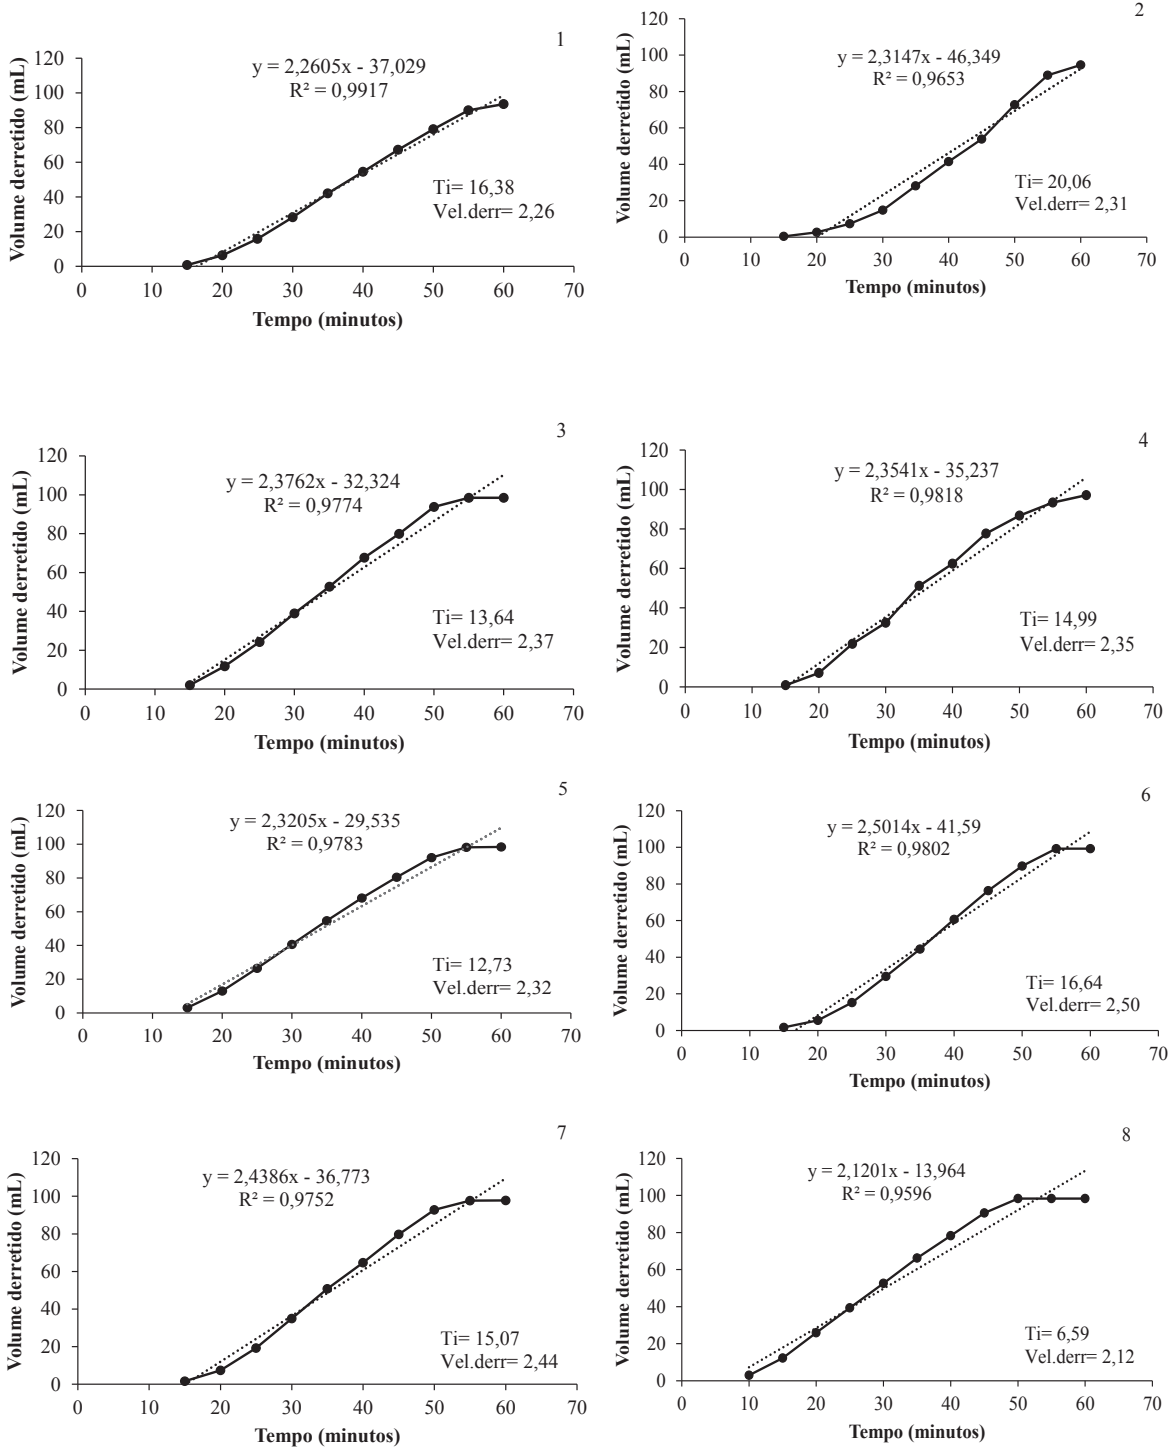 1
Volume derretido (mL)
120
100
80
60
40
20
0
y = 2,2605x - 37,029
R² = 0,9917
Ti= 16,38
Vel.derr= 2,26
0 10 20 30 40 50 60 70
Tempo (minutos)
2
Volume derretido (mL)
120
100
80
60
40
20
0
y = 2,3147x - 46,349
R² = 0,9653
Ti= 20,06
Vel.derr= 2,31
0 10 20 30 40 50 60 70
Tempo (minutos)
3
Volume derretido (mL)
120
100
80
60
40
20
0
y = 2,3762x - 32,324
R² = 0,9774
Ti= 13,64
Vel.derr= 2,37
0 10 20 30 40 50 60 70
Tempo (minutos)
4
Volume derretido (mL)
120
100
80
60
40
20
0
y = 2,3541x - 35,237
R² = 0,9818
Ti= 14,99
Vel.derr= 2,35
0 10 20 30 40 50 60 70
Tempo (minutos)
5
Volume derretido (mL)
120
100
80
60
40
20
0
y = 2,3205x - 29,535
R² = 0,9783
Ti= 12,73
Vel.derr= 2,32
0 10 20 30 40 50 60 70
Tempo (minutos)
6
Volume derretido (mL)
120
100
80
60
40
20
0
y = 2,5014x - 41,59
R² = 0,9802
Ti= 16,64
Vel.derr= 2,50
0 10 20 30 40 50 60 70
Tempo (minutos)
7
Volume derretido (mL)
120
100
80
60
40
20
0
y = 2,4386x - 36,773
R² = 0,9752
Ti= 15,07
Vel.derr= 2,44
0 10 20 30 40 50 60 70
Tempo (minutos)
8
Volume derretido (mL)
120
100
80
60
40
20
0
y = 2,1201x - 13,964
R² = 0,9596
Ti= 6,59
Vel.derr= 2,12
0 10 20 30 40 50 60 70
Tempo (minutos)